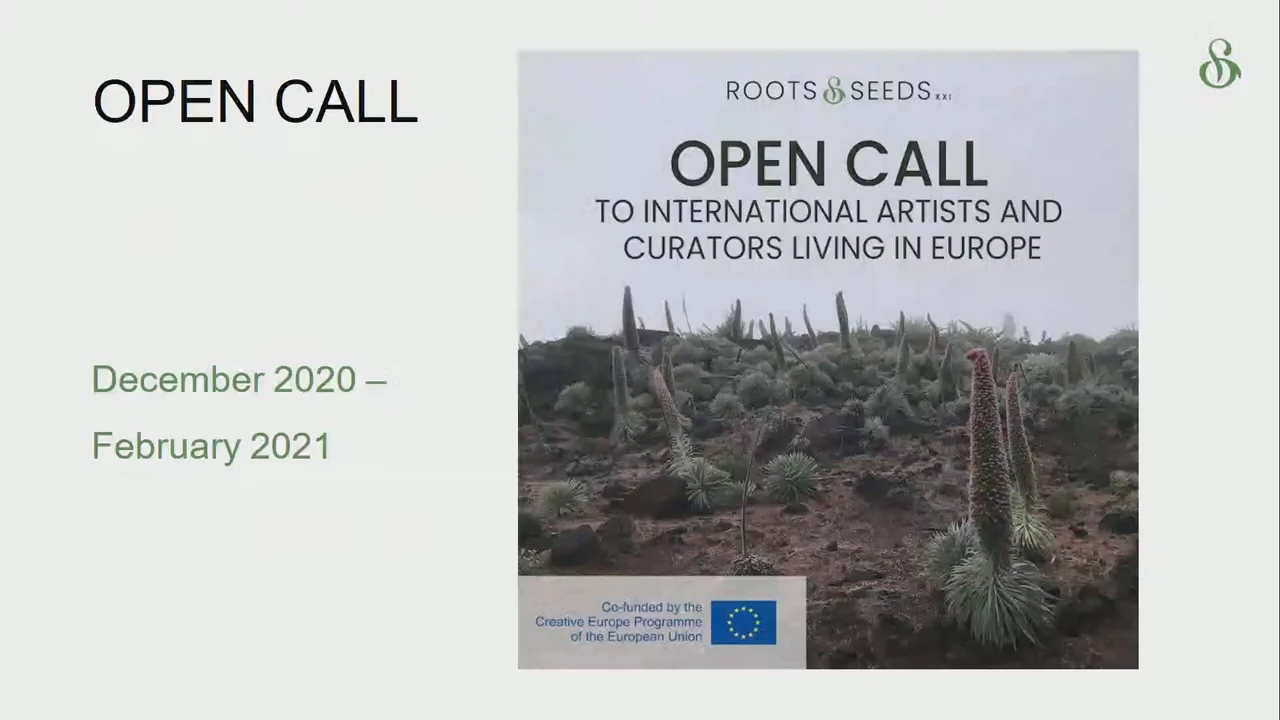 OPEN CALL
December 2020 –
February 2021
ROOTS & SEEDS XXI
OPEN CALL
TO INTERNATIONAL ARTISTS AND
CURATORS LIVING IN EUROPE
Co-funded by the
Creative Europe Programme
of the European Union